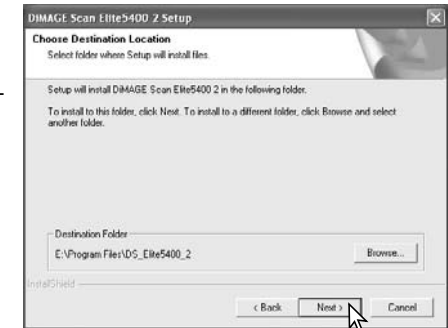 DiMAGE Scan Elite5400 2 Setup
Choose Destination Location
Select folder where Setup will install files.
Setup will install DiMAGE Scan Elite5400 2 in the following folder.
To install to this folder, click Next. To install to a different folder, click Browse and select
another folder.
Destination Folder
E:\Program Files\DS_Elite5400_2
Browse...
InstallShield
< Back
Next >
Cancel